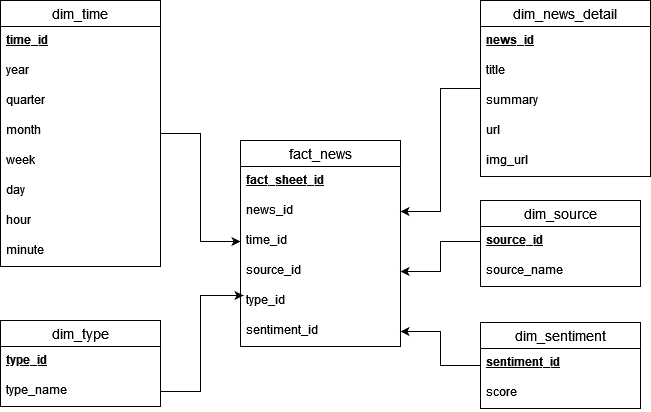 dim_time
time_id
year
quarter
month
week
day
hour
minute
dim_news_detail
news_id
title
summary
url
img_url
fact_news
fact_sheet_id
news_id
time_id
source_id
type_id
sentiment_id
dim_source
source_id
source_name
dim_type
type_id
type_name
dim_sentiment
sentiment_id
score